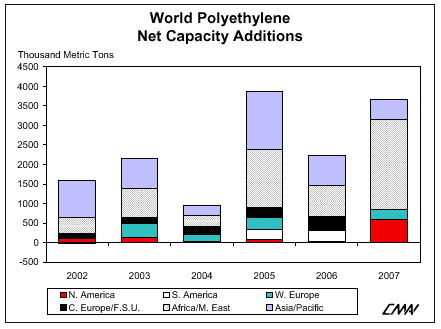 World Polyethylene
Net Capacity Additions
Thousand Metric Tons
4500
4000
3500
3000
2500
2000
1500
1000
500
0
-500
2002 2003 2004 2005 2006 2007
N. America S. America W. Europe
C. Europe/F.S.U. Africa/M. East Asia/Pacific
CMAI